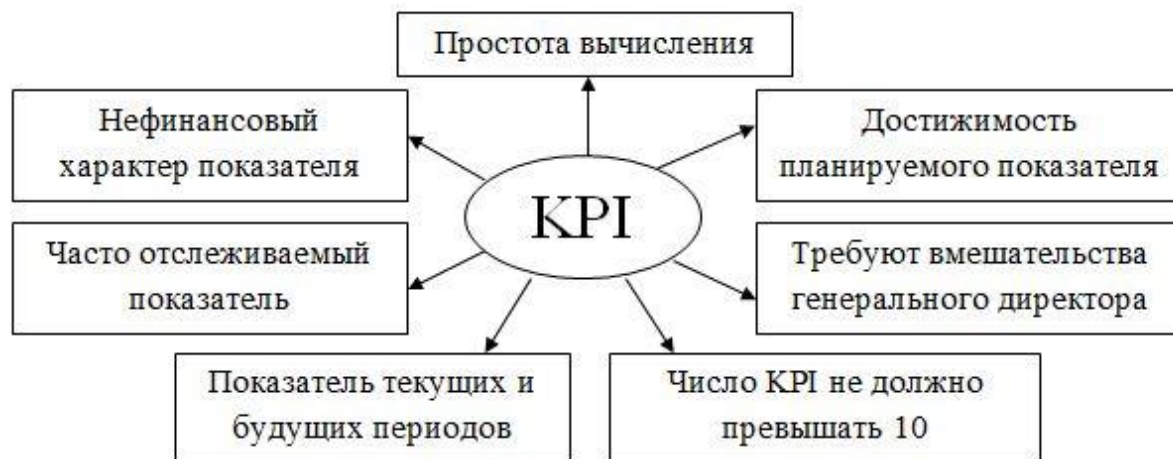 Простота вычисления
Нефинансовый
характер показателя
Достижимость
планируемого показателя
KPI
Часто отслеживаемый
показатель
Требуют вмешательства
генерального директора
Показатель текущих и
будущих периодов
Число KPI не должно
превышать 10